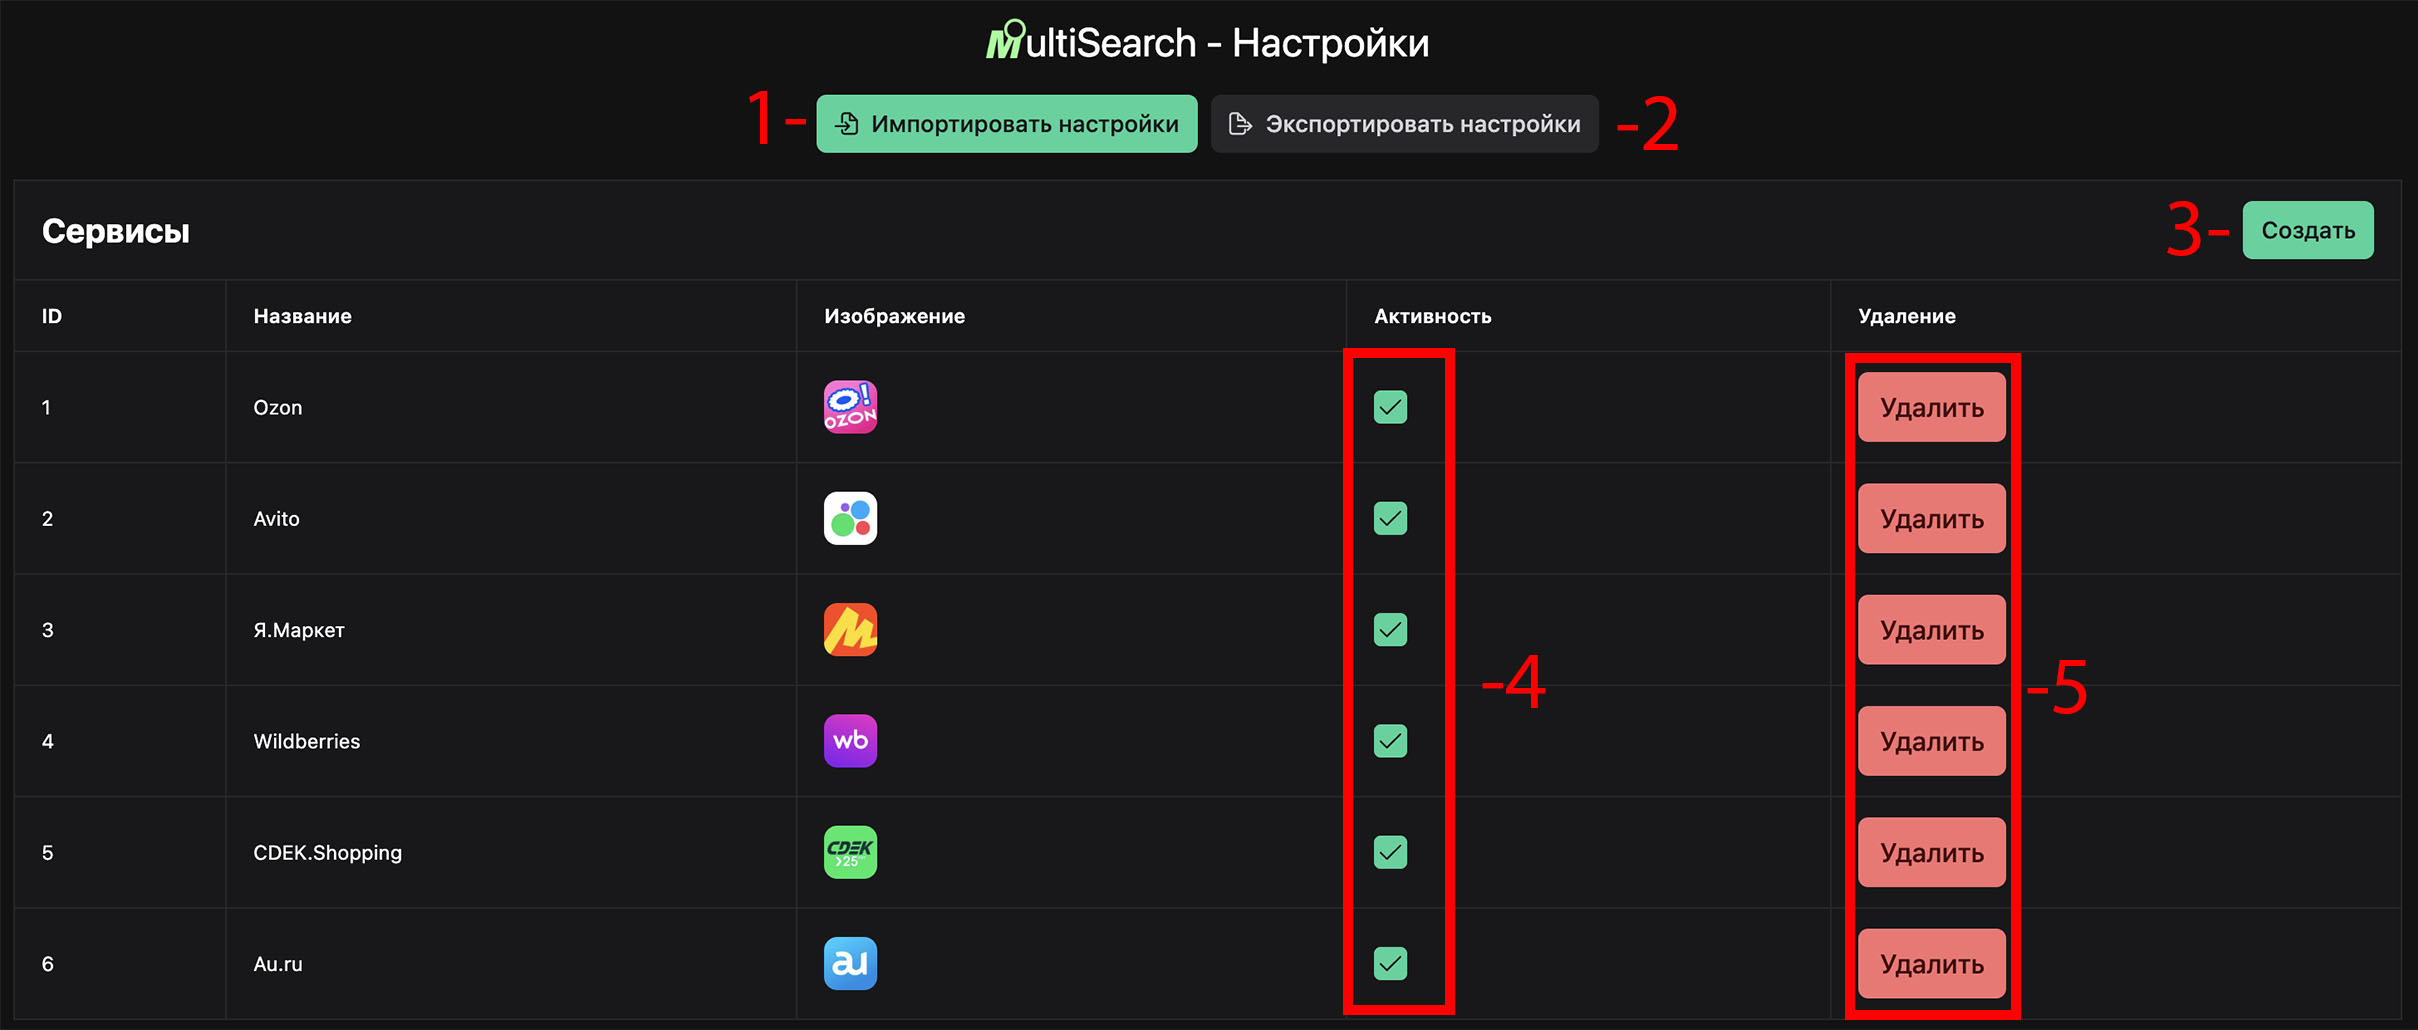 MultiSearch - Настройки
1- Импортировать настройки Экспортировать настройки -2
Сервисы 3- Создать
ID Название Изображение Активность Удаление
1 Ozon O! OZON Удалить
2 Avito Удалить
3 Я.Маркет Удалить
-4 -5
4 Wildberries wb Удалить
5 CDEK.Shopping CDEK >25 Удалить
6 Au.ru au Удалить